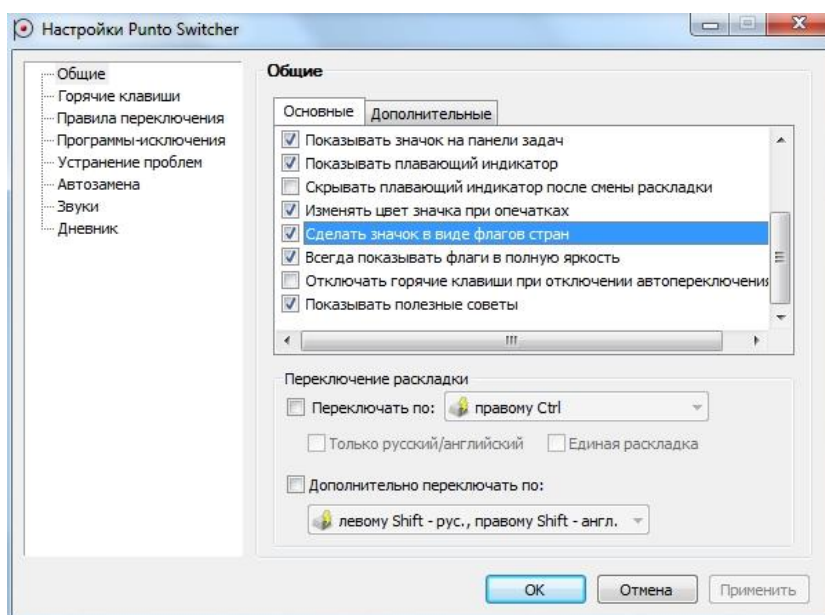 Настройки Punto Switcher
Общие
Горячие клавиши
Правила переключения
Программы-исключения
Устранение проблем
Автозамена
Звуки
Дневник
Общие
Основные Дополнительные
Показывать значок на панели задач
Показывать плавающий индикатор
Скрывать плавающий индикатор после смены раскладки
Изменять цвет значка при опечатках
Сделать значок в виде флагов стран
Всегда показывать флаги в полную яркость
Отключать горячие клавиши при отключении автопереключения
Показывать полезные советы
Переключение раскладки
Переключать по: правому Ctrl
Только русский/английский Единая раскладка
Дополнительно переключать по:
левому Shift - рус., правому Shift - англ.
OK Отмена Применить